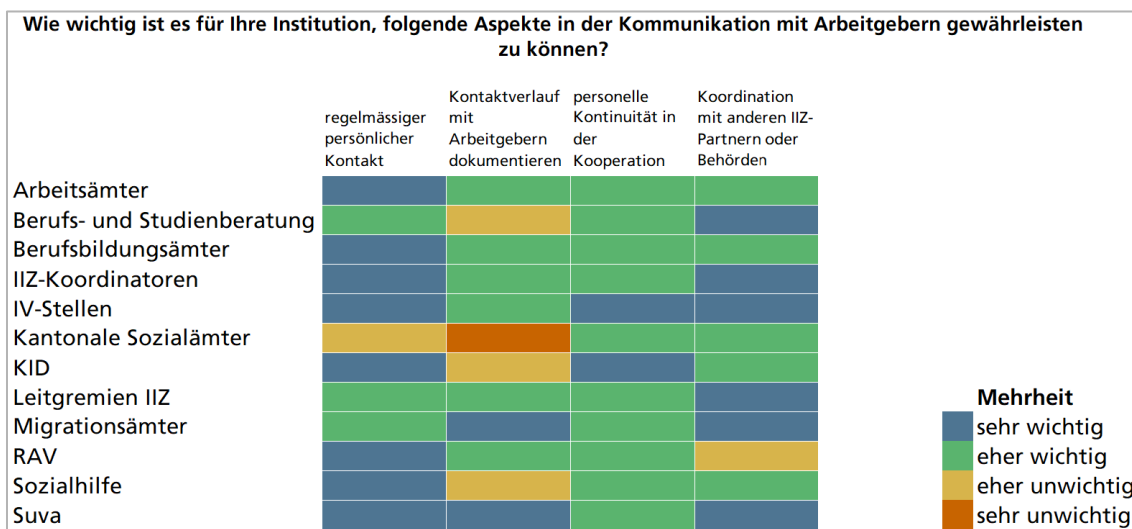 Wie wichtig ist es für Ihre Institution, folgende Aspekte in der Kommunikation mit Arbeitgebern gewährleisten
zu können?
regelmässiger
persönlicher
Kontakt
Kontaktverlauf
mit
Arbeitgebern
dokumentieren
personelle
Kontinuität in
der
Kooperation
Koordination
mit anderen IIZ-
Partnern oder
Behörden
Arbeitsämter
Berufs- und Studienberatung
Berufsbildungsämter
IIZ-Koordinatoren
IV-Stellen
Kantonale Sozialämter
KID
Leitgremien IIZ
Migrationsämter
RAV
Sozialhilfe
Suva
Mehrheit
sehr wichtig
eher wichtig
eher unwichtig
sehr unwichtig